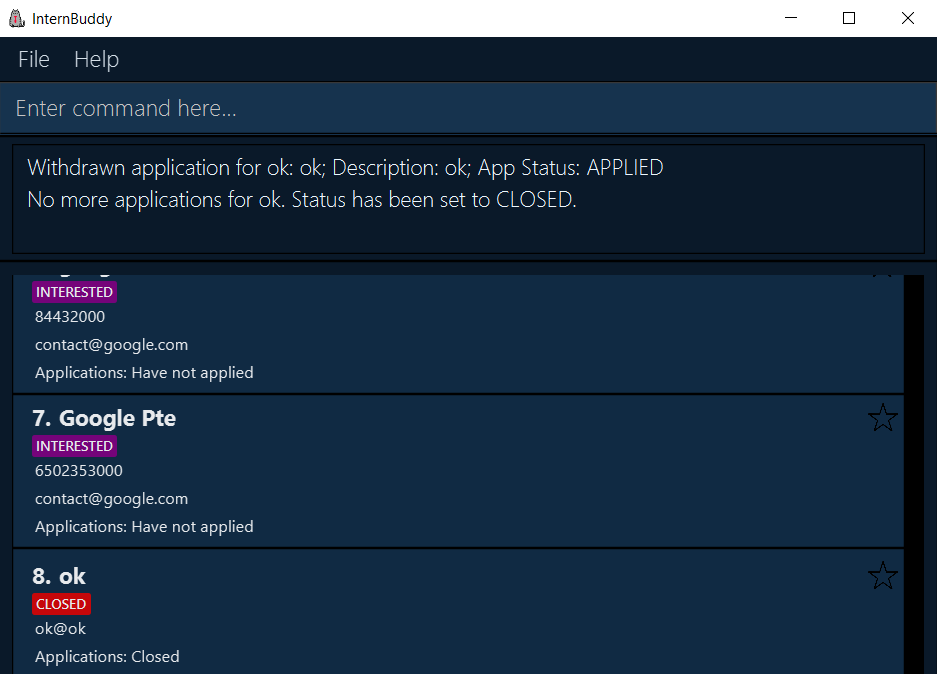 InternBuddy
File Help
Enter command here...
Withdrawn application for ok: ok; Description: ok; App Status: APPLIED
No more applications for ok. Status has been set to CLOSED.
INTERESTED
84432000
contact@google.com
Applications: Have not applied
7. Google Pte
INTERESTED
6502353000
contact@google.com
Applications: Have not applied
8. ok
CLOSED
ok@ok
Applications: Closed